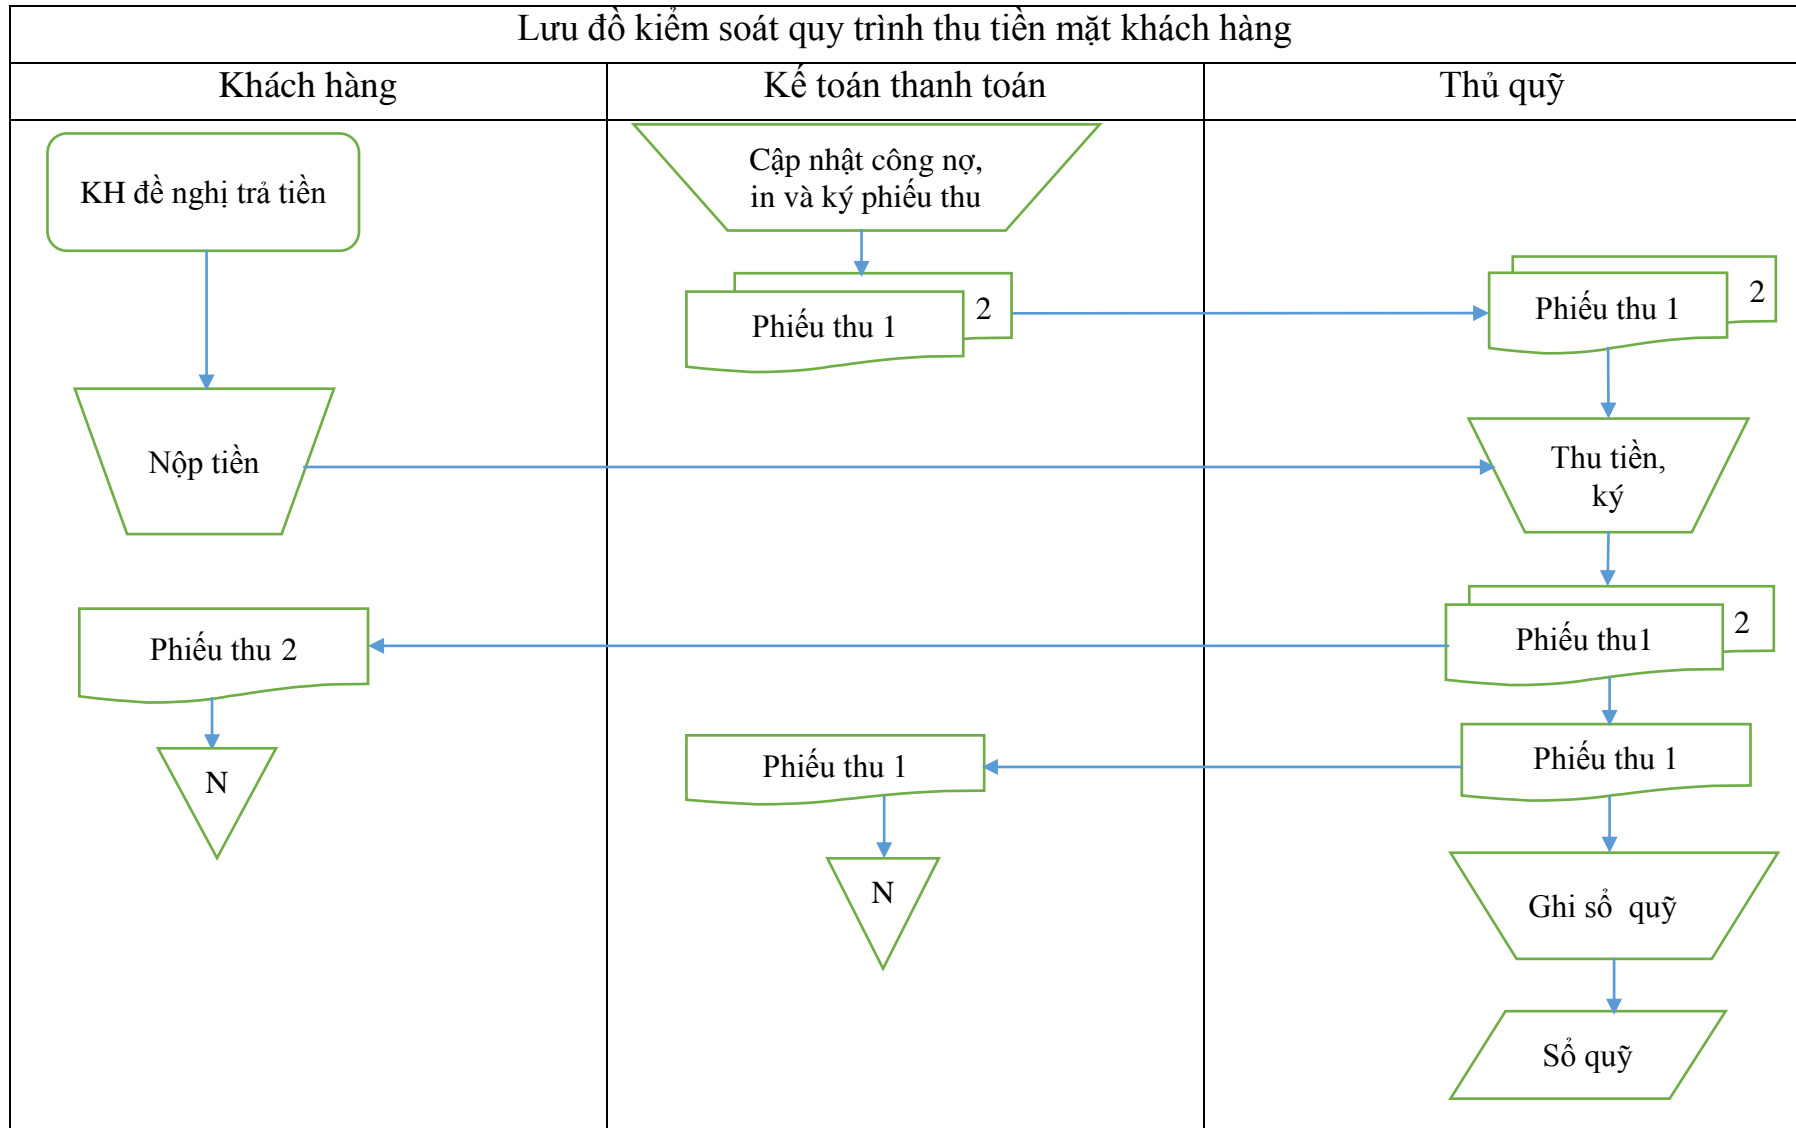 Lưu đồ kiểm soát quy trình thu tiền mặt khách hàng
Khách hàng
Kế toán thanh toán
Thủ quỹ
KH đề nghị trả tiền
Cập nhật công nợ,
in và ký phiếu thu
Phiếu thu 1
2
Phiếu thu 1
2
Nộp tiền
Thu tiền,
ký
Phiếu thu 2
Phiếu thu1
2
N
Phiếu thu 1
Phiếu thu 1
N
Ghi sổ quỹ
Sổ quỹ